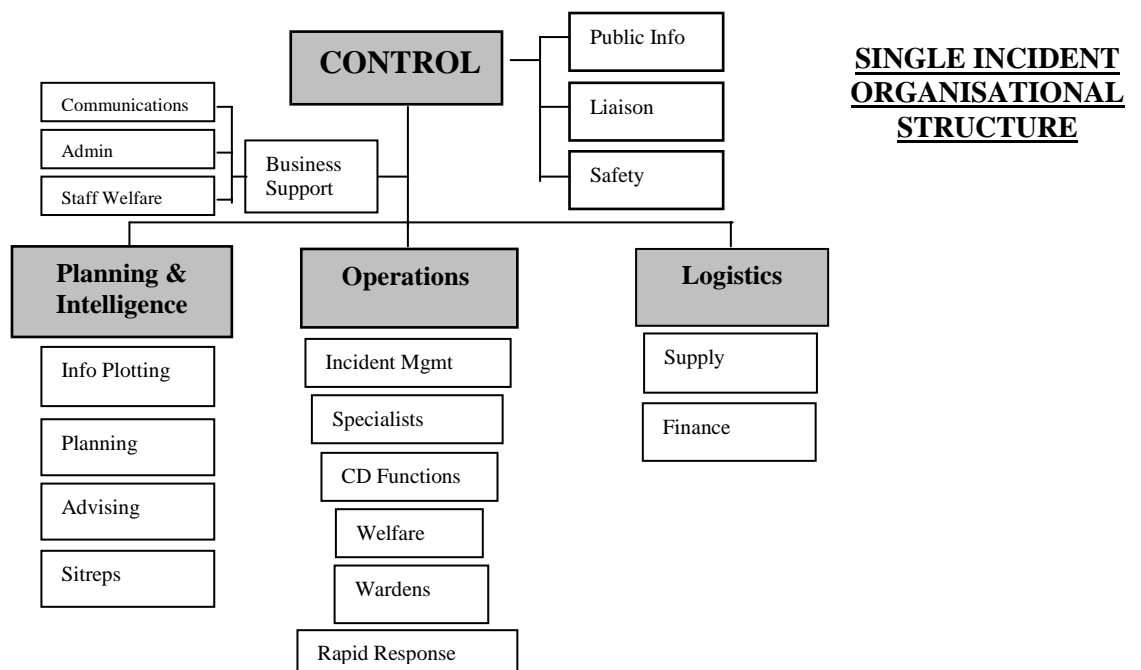 SINGLE INCIDENT
ORGANISATIONAL
STRUCTURE
CONTROL
Public Info
Liaison
Safety
Communications
Admin
Staff Welfare
Business
Support
Planning &
Intelligence
Info Plotting
Planning
Advising
Sitreps
Operations
Incident Mgmt
Specialists
CD Functions
Welfare
Wardens
Rapid Response
Logistics
Supply
Finance